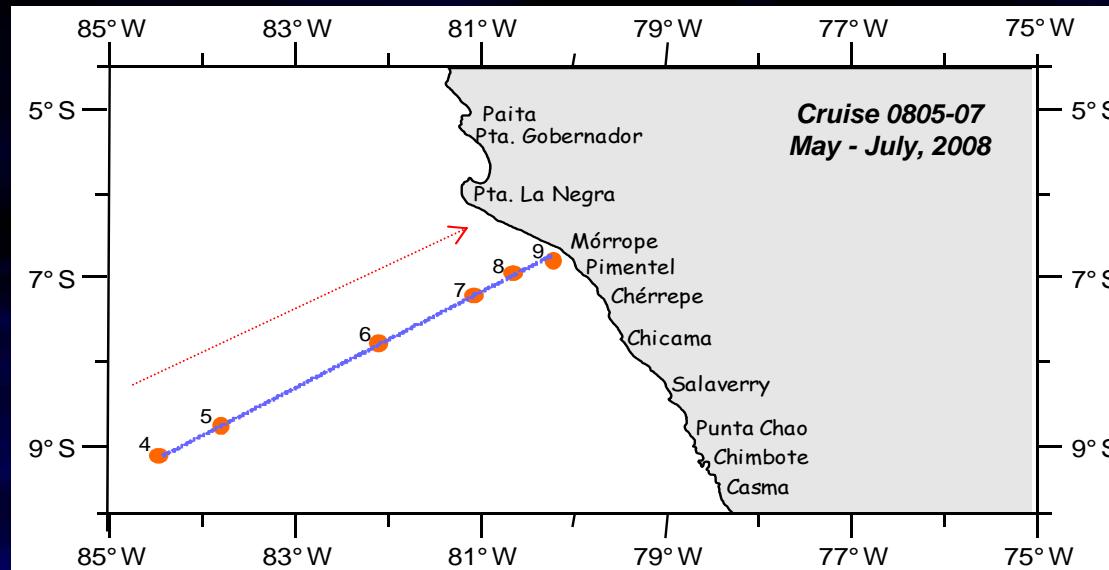 85° W 83° W 81° W 79° W 77° W 75° W
5° S
5° S
Cruise 0805-07
May - July, 2008
Paita
Pta. Gobernador
Pta. La Negra
Mórrope
9
8
Pimentel
7° S
7° S
7
Chérrepe
6
Chicama
Salaverry
5
Punta Chao
4
9° S
9° S
Chimbote
Casma
85° W 83° W 81° W 79° W 77° W 75° W